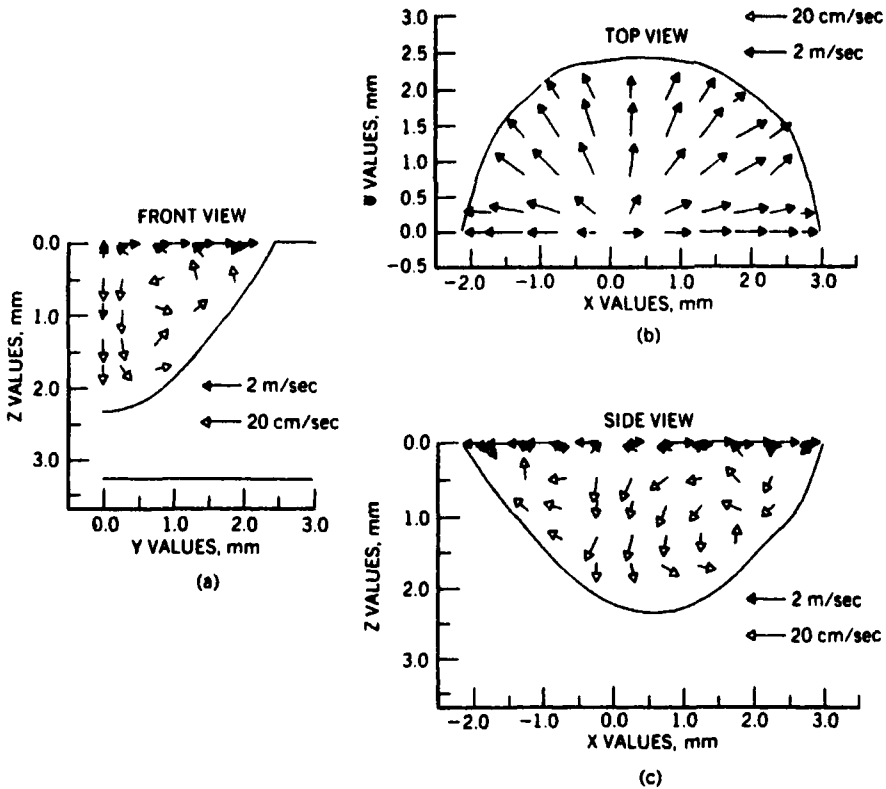 FRONT VIEW
0.0
1.0
2.0
3.0
Z VALUES, mm
2 m/sec
20 cm/sec
0.0 1.0 2.0 3.0
Y VALUES, mm
(a)
TOP VIEW
20 cm/sec
2 m/sec
3.0
2.5
2.0
1.5
1.0
0.5
0.0
-0.5
VALUES, mm
-2.0 -1.0 0.0 1.0 2.0 3.0
X VALUES, mm
(b)
SIDE VIEW
0.0
1.0
2.0
3.0
Z VALUES, mm
2 m/sec
20 cm/sec
-2.0 -1.0 0.0 1.0 2.0 3.0
X VALUES, mm
(c)